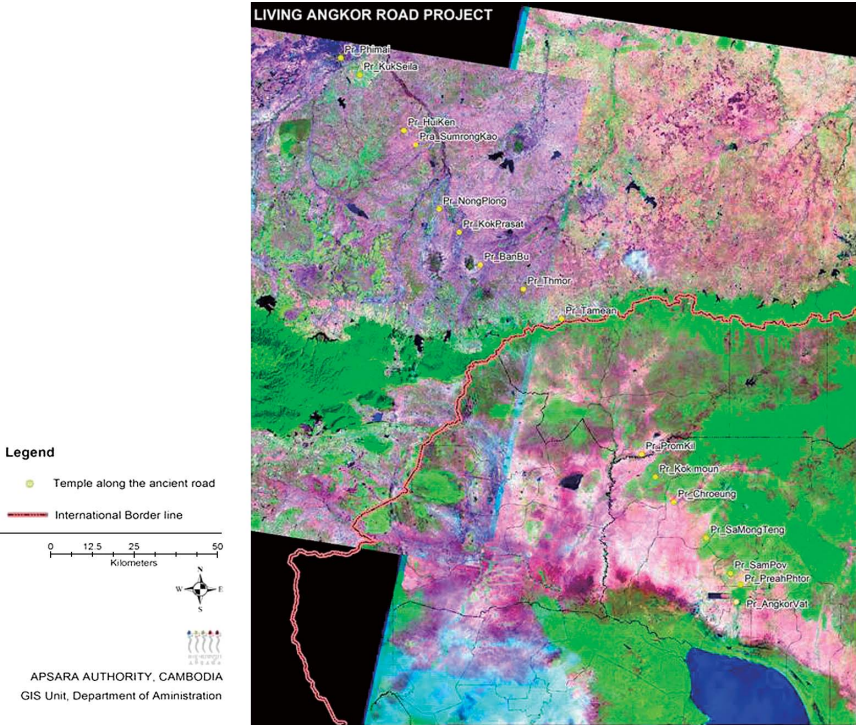 LIVING ANGKOR ROAD PROJECT
Pr_Phimai
Pr_KukSeila
Pr_HuiKen
Pra_SumrongKao
Pr_NongPlong
Pr_KokPrasat
Pr_BanBu
Pr_Thmor
Pr_Tamean
Pr_PromKil
Pr_Kok moun
Pr_Chroeung
Pr_SaMongTeng
Pr_SamPov
Pr_PreahPhtor
Pr_AngkorVat
Legend
Temple along the ancient road
International Border line
0 12.5 25 50
Kilometers
N
W E
S
APSARA AUTHORITY, CAMBODIA
GIS Unit, Department of Aministration